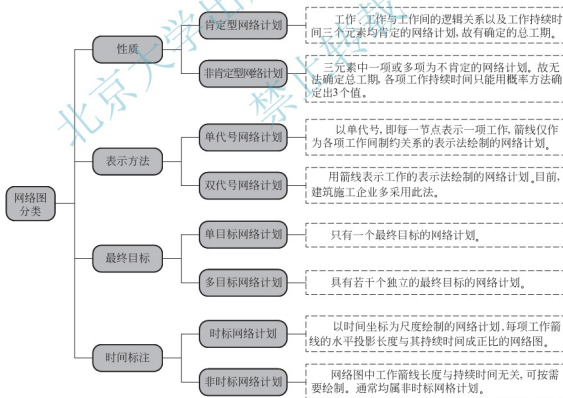 网络图
分类
性质
肯定型网络计划
工作、工作与工作间的逻辑关系以及工作持续时
间三个元素均肯定的网络计划,故有确定的总工期。
非肯定型网络计划
三元素中一项或多项为不肯定的网络计划。故无
法确定总工期,各项工作持续时间只能用概率方法确
定出3个值。
表示方法
单代号网络计划
以单代号,即每一节点表示一项工作,箭线仅作
为各项工作间制约关系的表示法绘制的网络计划。
双代号网络计划
用箭线表示工作的表示法绘制的网络计划。目前,
建筑施工企业多采用此法。
最终目标
单目标网络计划
只有一个最终目标的网络计划。
多目标网络计划
具有若干个独立的最终目标的网络计划。
时间标注
时标网络计划
以时间坐标为尺度绘制的网络计划,每项工作箭
线的水平投影长度与其持续时间成正比的网络图。
非时标网络计划
网络图中工作箭线长度与持续时间无关,可按需
要绘制。通常均属非时标网格计划。
北京大学出
禁止转载